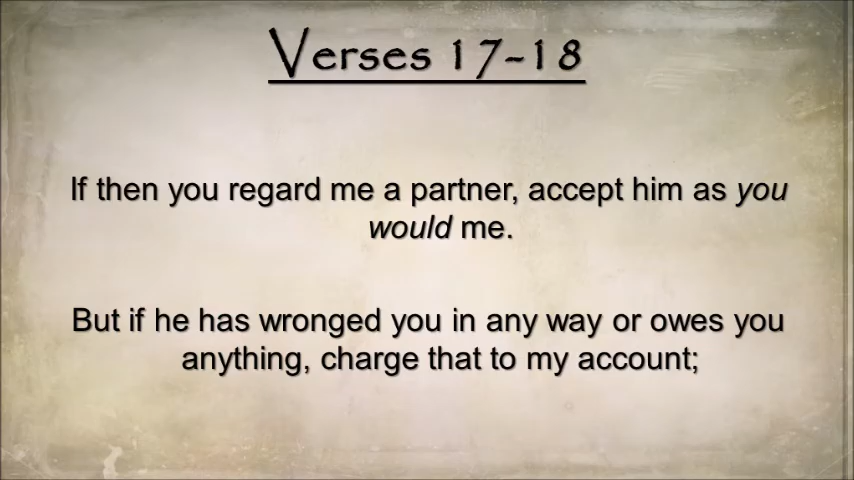 Verses 17-18
If then you regard me a partner, accept him as you
would me.
But if he has wronged you in any way or owes you
anything, charge that to my account;